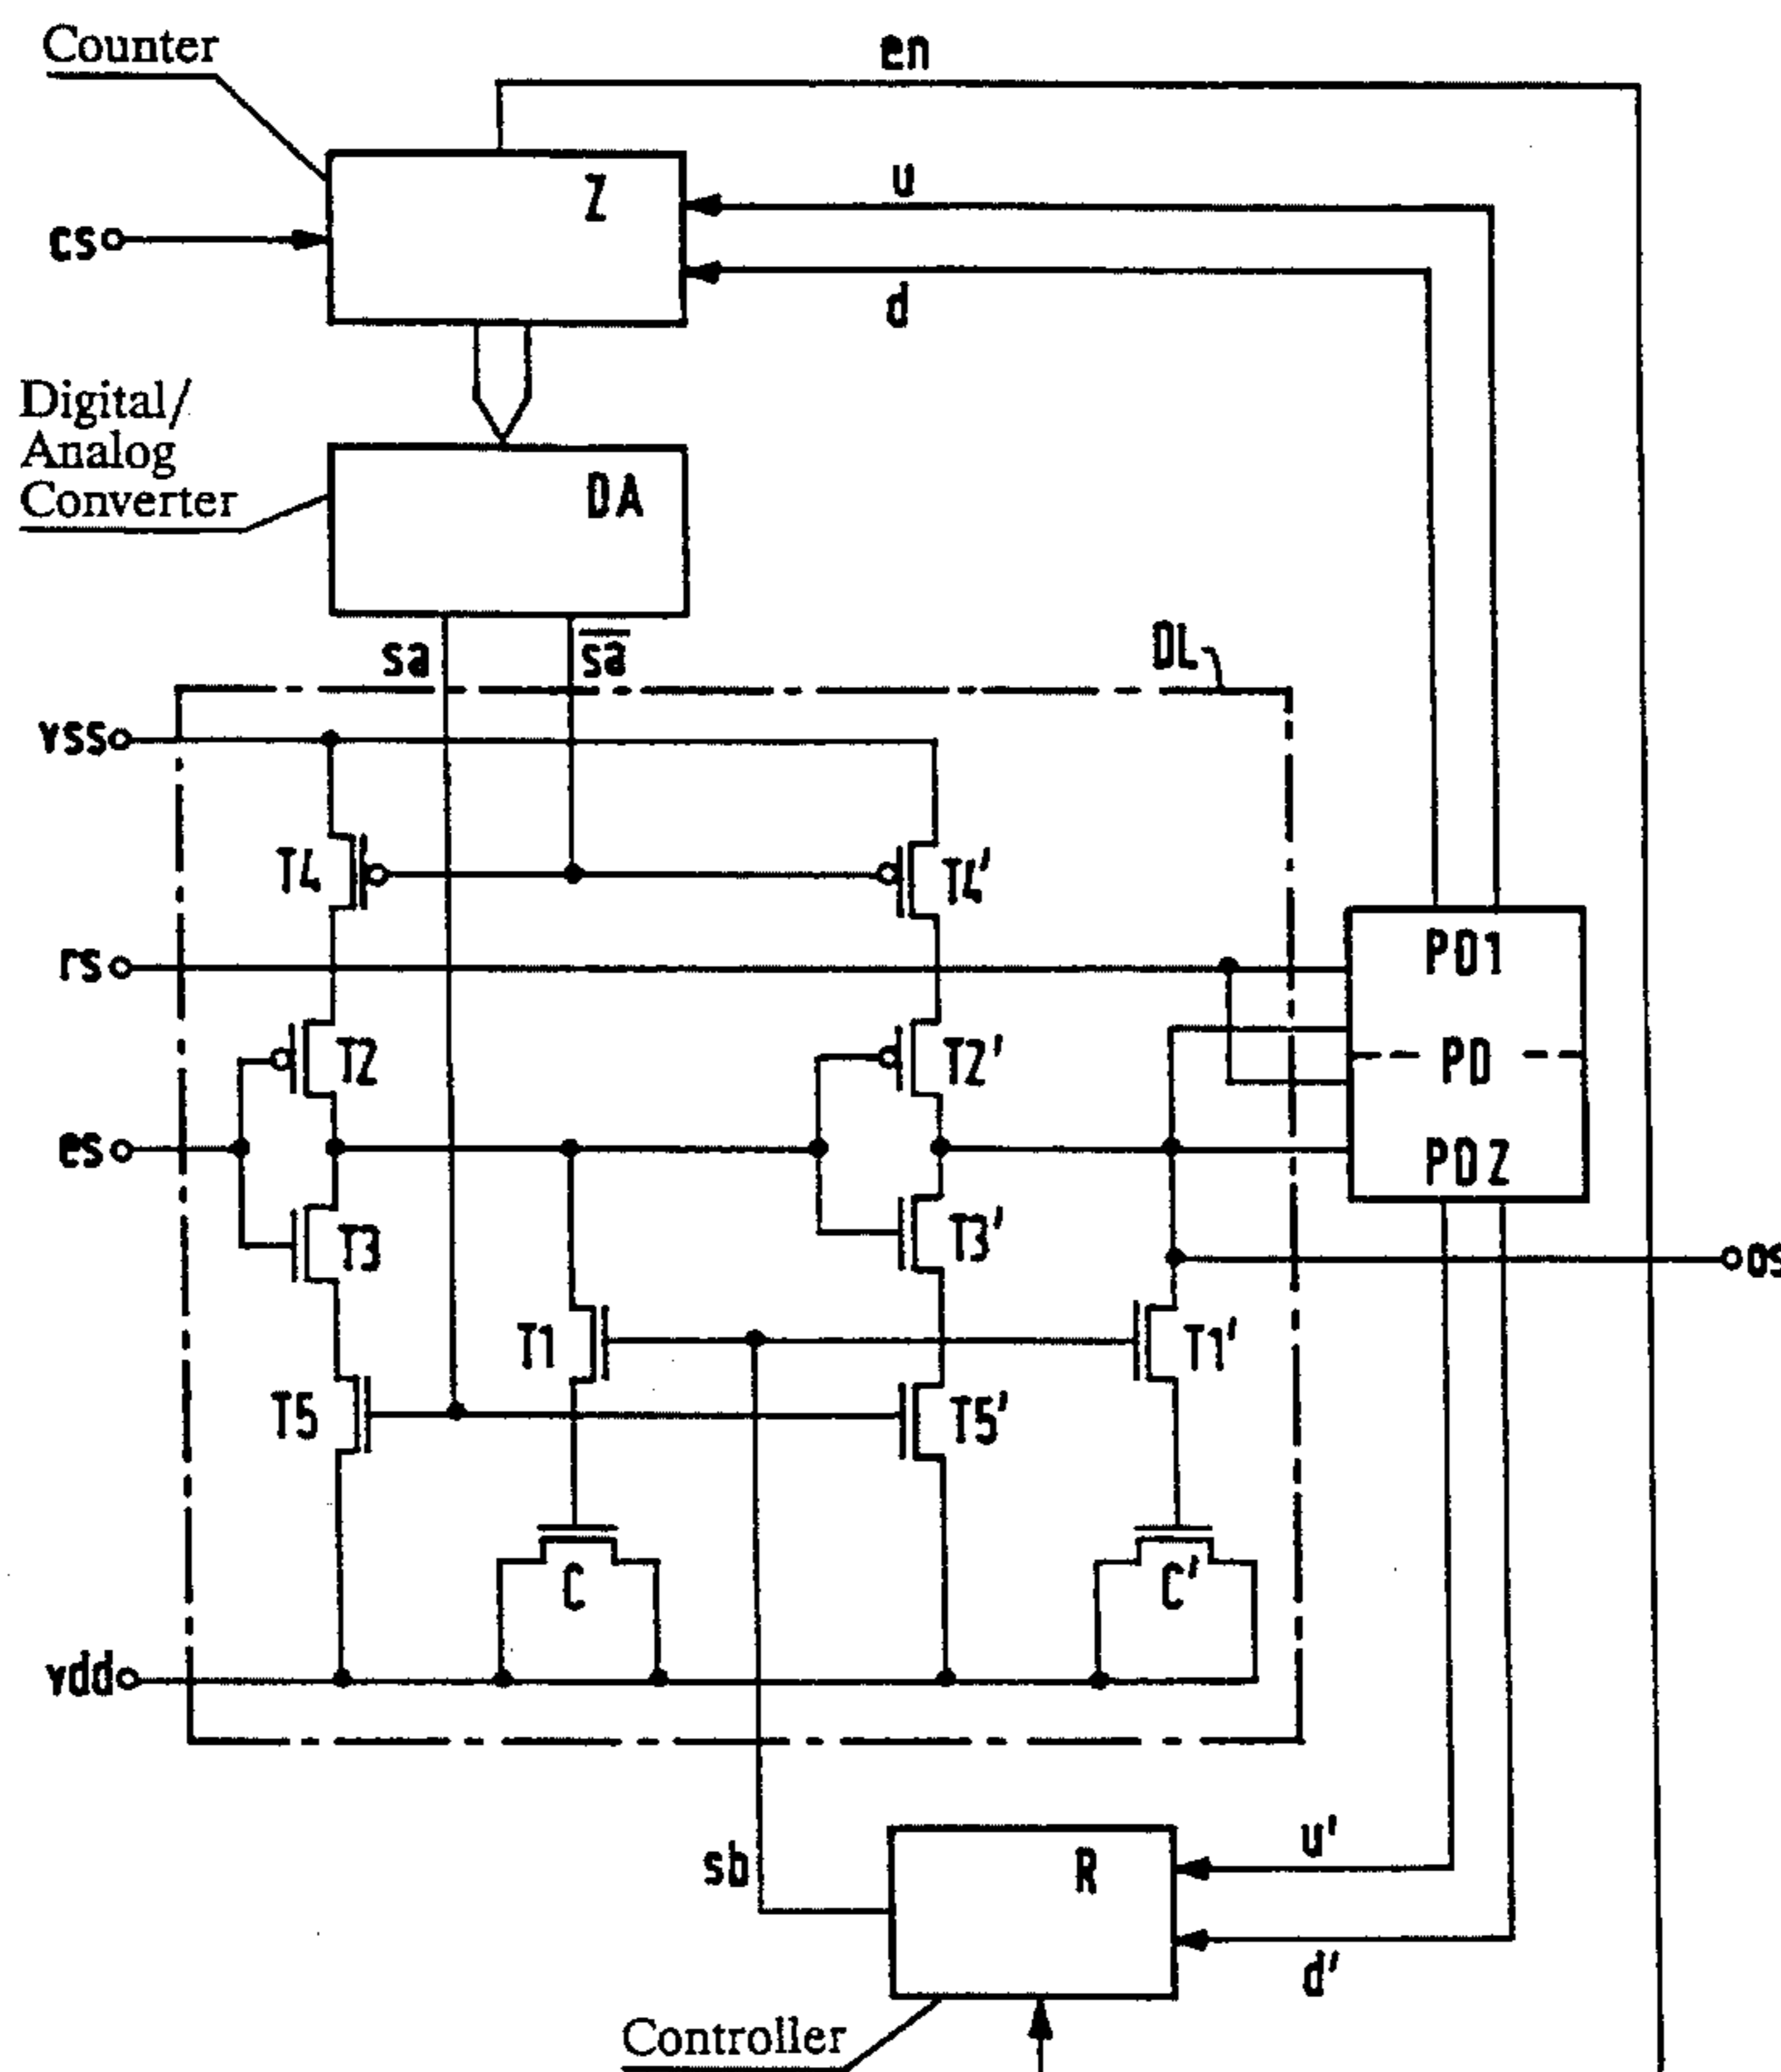 Counter
en
Z
u
cs
d
Digital/
Analog
Converter
DA
sa
sa
DL
vss
T4
T4'
rs
PD1
T2
T2'
PD
es
PD2
T3
T3'
T1
T1'
T5
T5'
C
C'
vdd
sb
R
u'
d'
Controller